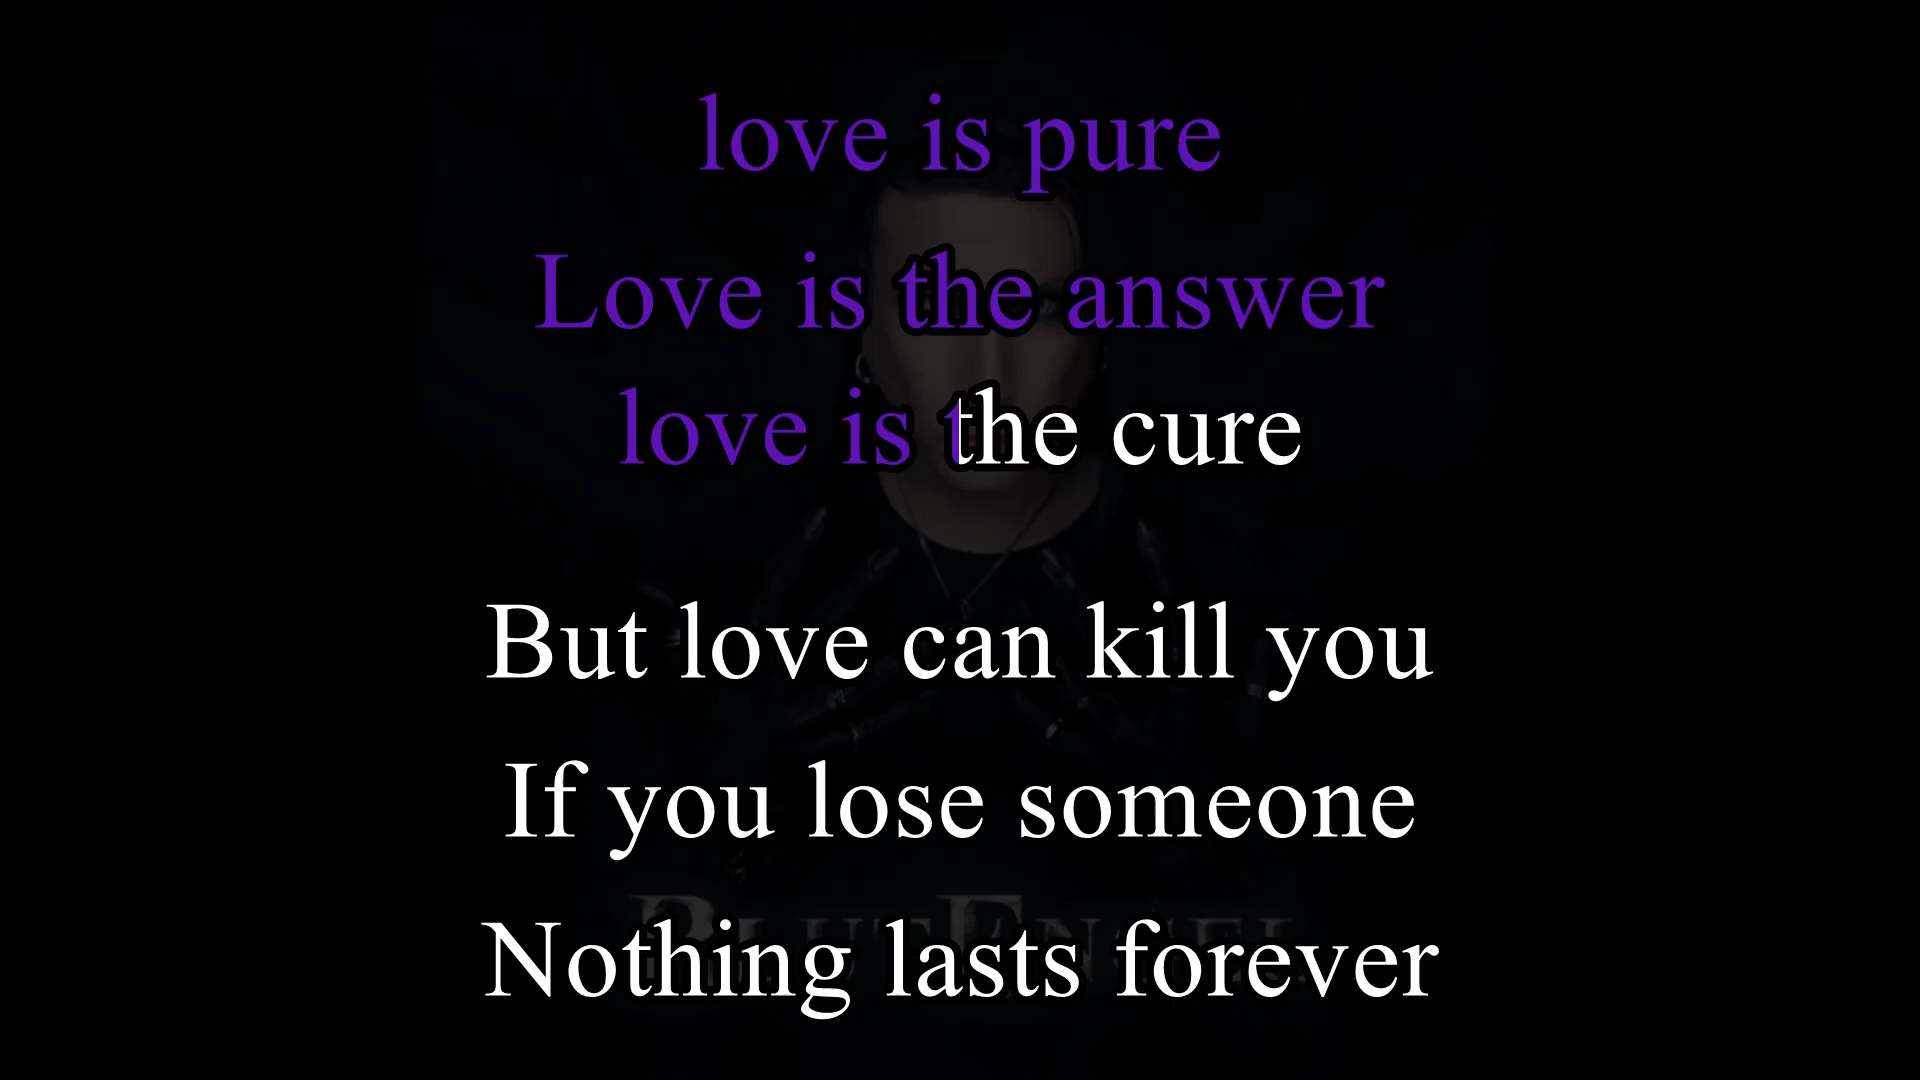 love is pure
Love is the answer
love is the cure
But love can kill you
If you lose someone
Nothing lasts forever
BLUTENGEL